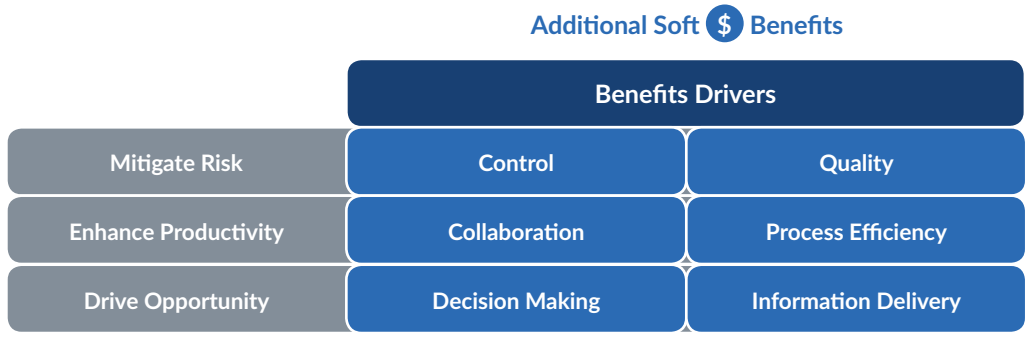 Additional Soft $ Benefits
Benefits Drivers
Mitigate Risk Control Quality
Enhance Productivity Collaboration Process Efficiency
Drive Opportunity Decision Making Information Delivery